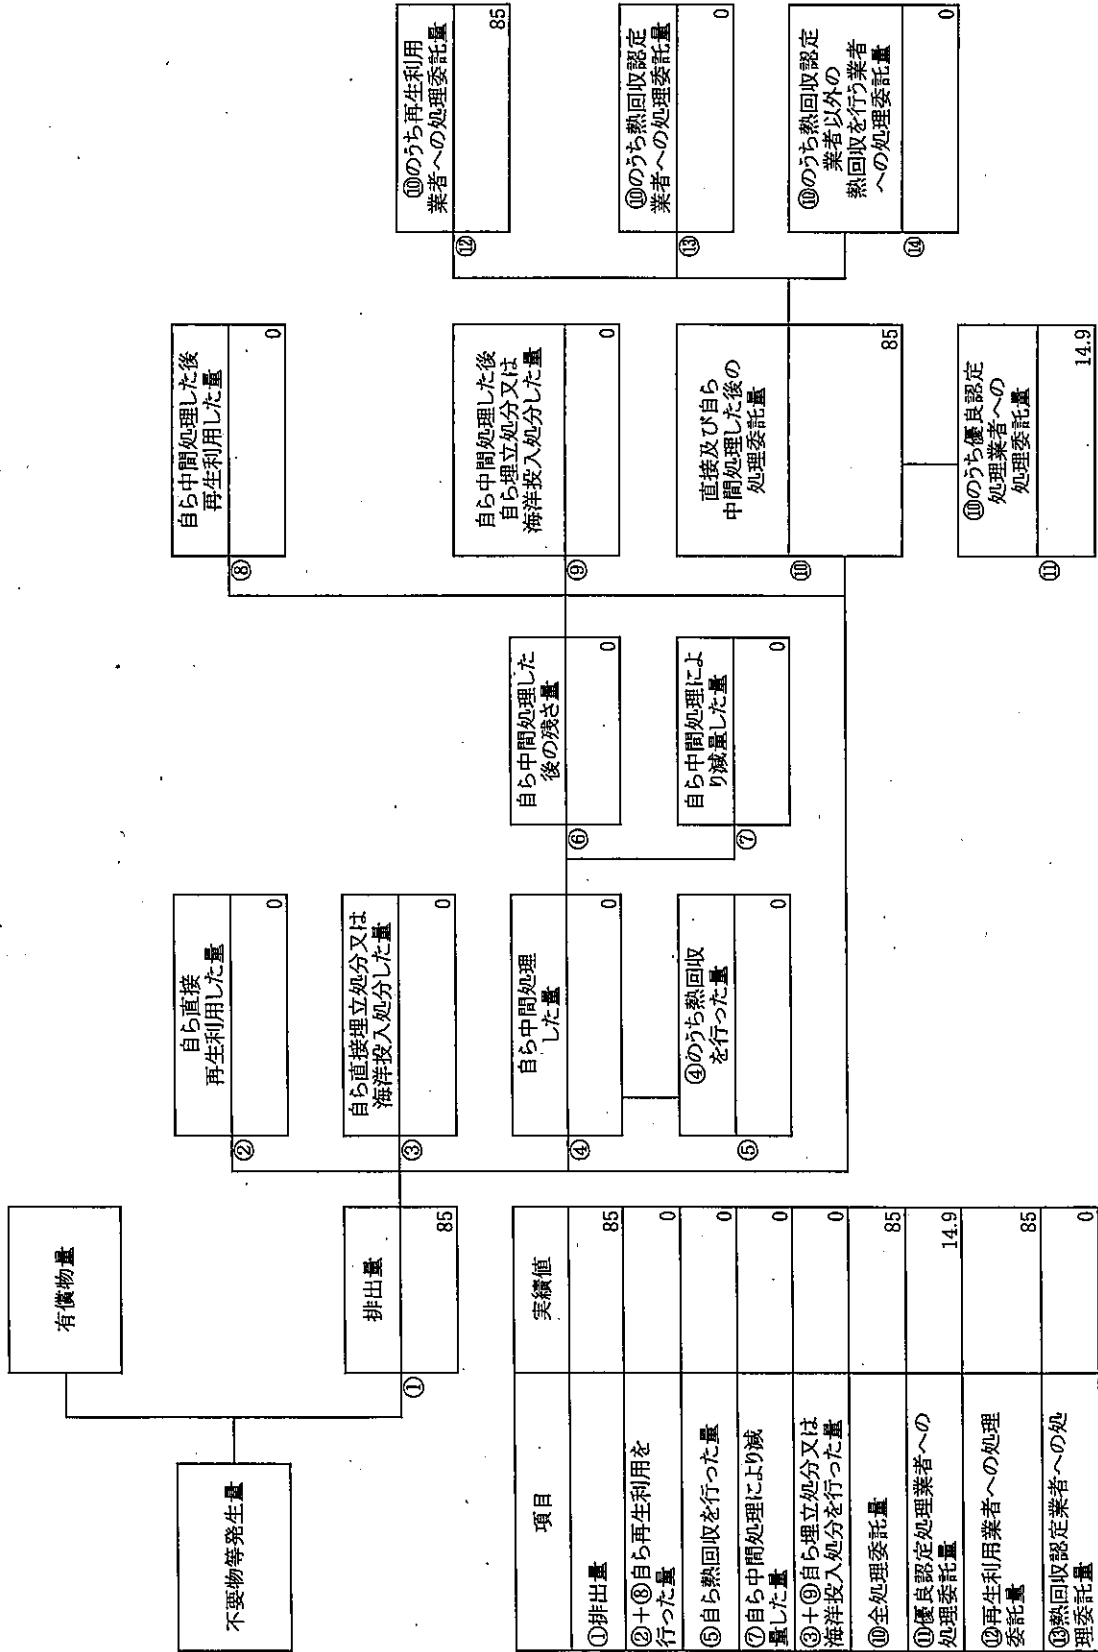 不要物等発生量
有償物量
排出量
①
85
自ら直接
再生利用した量
②
0
自ら直接埋立処分又は
海洋投入処分した量
③
0
自ら中間処理
した量
④
0
④のうち熱回収
を行った量
⑤
0
自ら中間処理した
後の残さ量
⑥
0
自ら中間処理によ
り減量した量
⑦
0
自ら中間処理した後
再生利用した量
⑧
0
自ら中間処理した後
自ら埋立処分又は
海洋投入処分した量
⑨
0
直接及び自ら
中間処理した後の
処理委託量
⑩
85
⑩のうち優良認定
処理業者への
処理委託量
⑪
14.9
⑩のうち再生利用
業者への処理委託量
⑫
85
⑩のうち熱回収認定
業者への処理委託量
⑬
0
⑩のうち熱回収認定
業者以外の
熱回収を行う業者
への処理委託量
⑭
0
項目 実績値
①排出量 85
②+⑧自ら再生利用を
行った量 0
⑤自ら熱回収を行った量 0
⑦自ら中間処理により減
量した量 0
③+⑨自ら埋立処分又は
海洋投入処分を行った量 0
⑩全処理委託量 85
⑪優良認定処理業者への
処理委託量 14.9
⑫再生利用業者への処理
委託量 85
⑬熱回収認定業者への処
理委託量 0